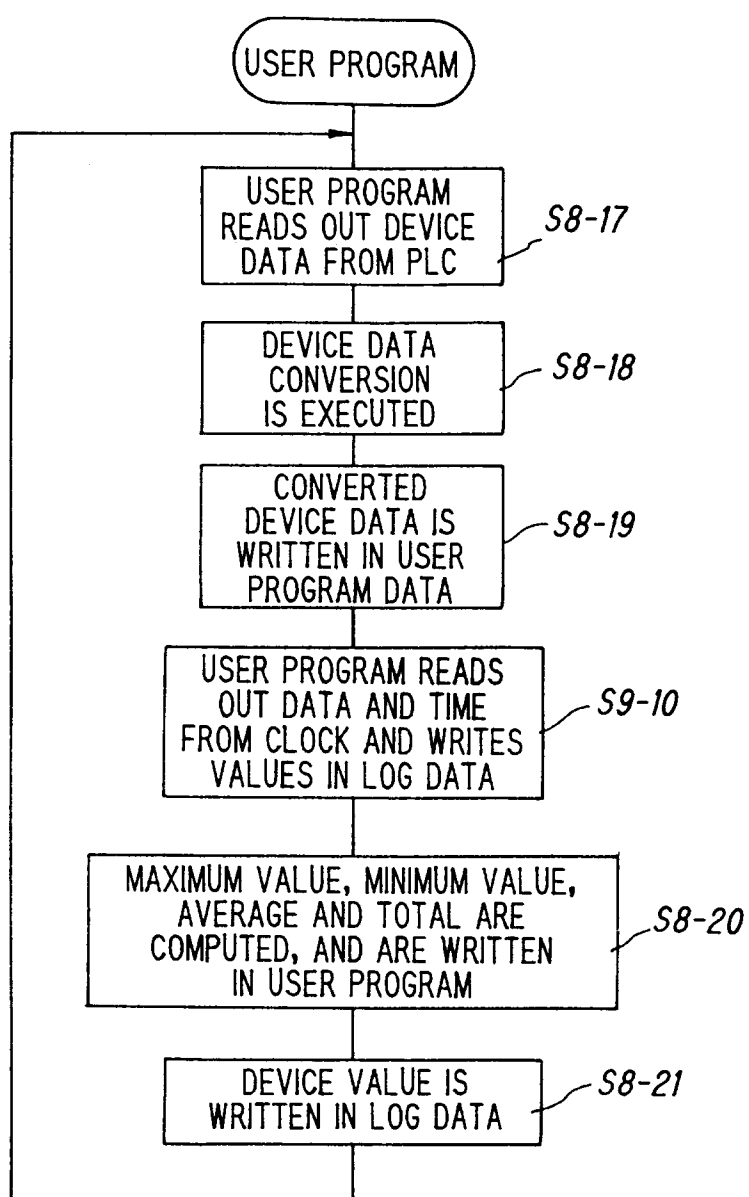 USER PROGRAM
USER PROGRAM
READS OUT DEVICE
DATA FROM PLC
S8-17
DEVICE DATA
CONVERSION
IS EXECUTED
S8-18
CONVERTED
DEVICE DATA IS
WRITTEN IN USER
PROGRAM DATA
S8-19
USER PROGRAM READS
OUT DATA AND TIME
FROM CLOCK AND WRITES
VALUES IN LOG DATA
S9-10
MAXIMUM VALUE, MINIMUM VALUE,
AVERAGE AND TOTAL ARE
COMPUTED, AND ARE WRITTEN
IN USER PROGRAM
S8-20
DEVICE VALUE IS
WRITTEN IN LOG DATA
S8-21